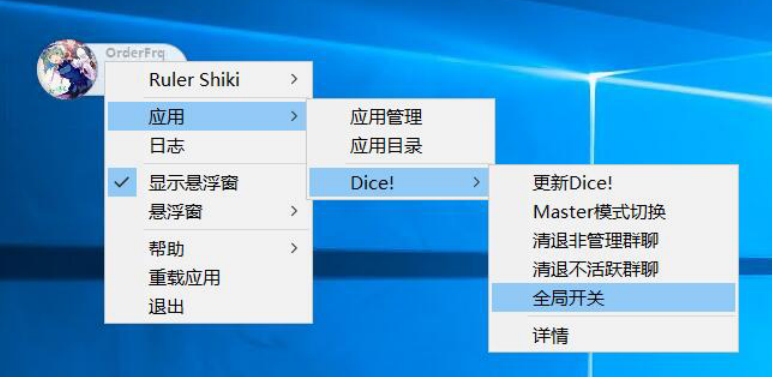 OrderFrq
Ruler Shiki
应用
日志
显示悬浮窗
悬浮窗
帮助
重载应用
退出
应用管理
应用目录
Dice!
更新Dice!
Master模式切换
清退非管理群聊
清退不活跃群聊
全局开关
详情